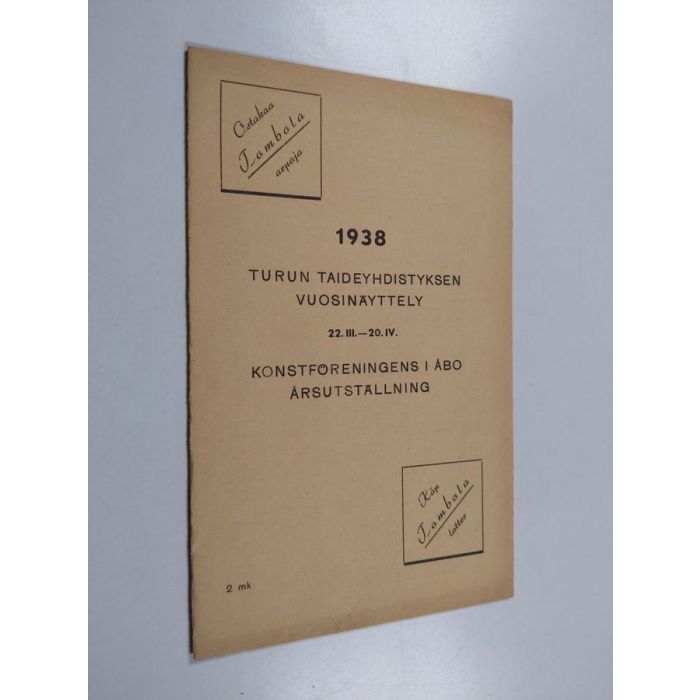 Ostakaa
Tombola
arpoja
1938
TURUN TAIDEYHDISTYKSEN
VUOSINÄYTTELY
22. III.—20. IV.
KONSTFÖRENINGENS I ÅBO
ÅRSUTSTÄLLNING
Köp
Tombola
lotter
2 mk